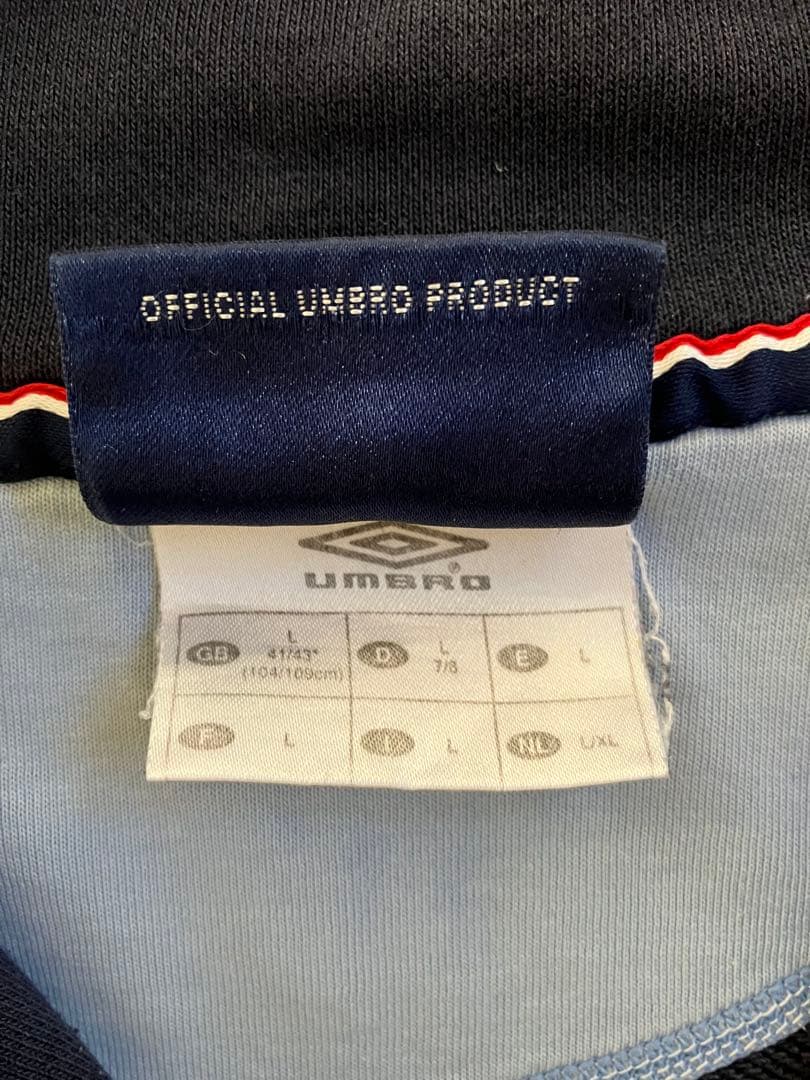 OFFICIAL UMBRO PRODUCT
UMBRO®
GB L 41/43" (104/109cm) D L 7/8 E L
F L I L NL L/XL